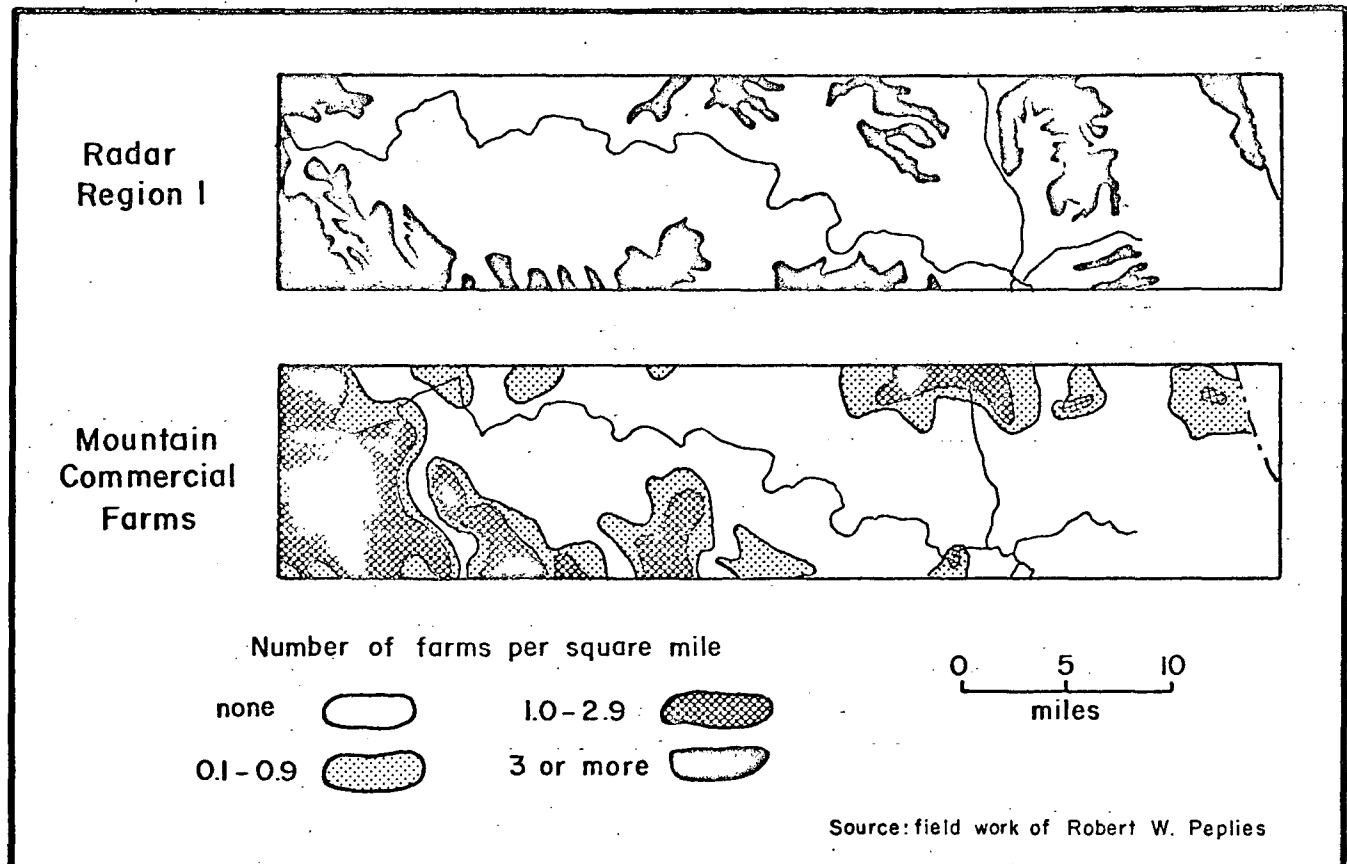 Radar
Region I
Mountain
Commercial
Farms
Number of farms per square mile
none
1.0-2.9
0.1-0.9
3 or more
0 5 10
miles
Source: field work of Robert W. Peplies